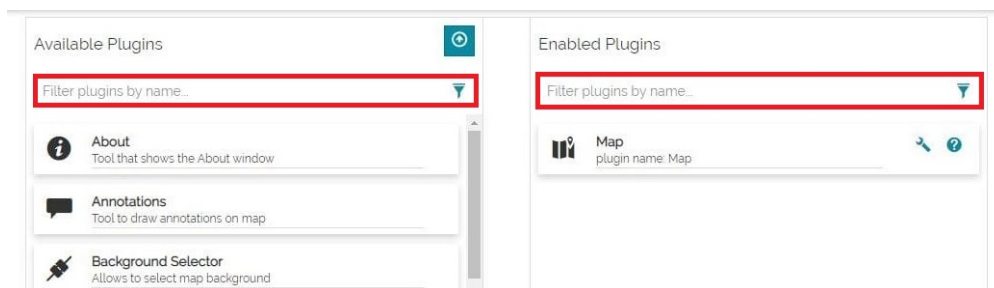 Available Plugins
Filter plugins by name...
About
Tool that shows the About window
Annotations
Tool to draw annotations on map
Background Selector
Allows to select map background
Enabled Plugins
Filter plugins by name...
Map
plugin name: Map